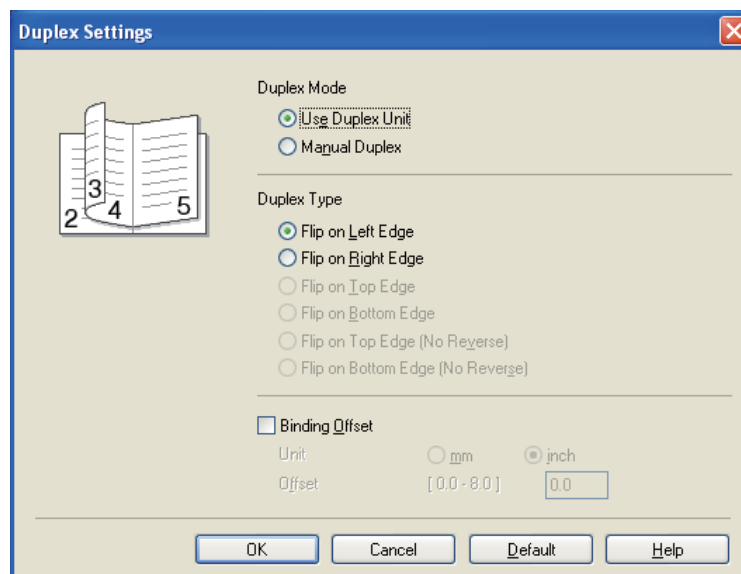 Duplex Settings
Duplex Mode
Use Duplex Unit
Manual Duplex
2 3 4 5
Duplex Type
Flip on Left Edge
Flip on Right Edge
Flip on Top Edge
Flip on Bottom Edge
Flip on Top Edge (No Reverse)
Flip on Bottom Edge (No Reverse)
Binding Offset
Unit mm inch
Offset [ 0.0 - 8.0 ] 0.0
OK Cancel Default Help